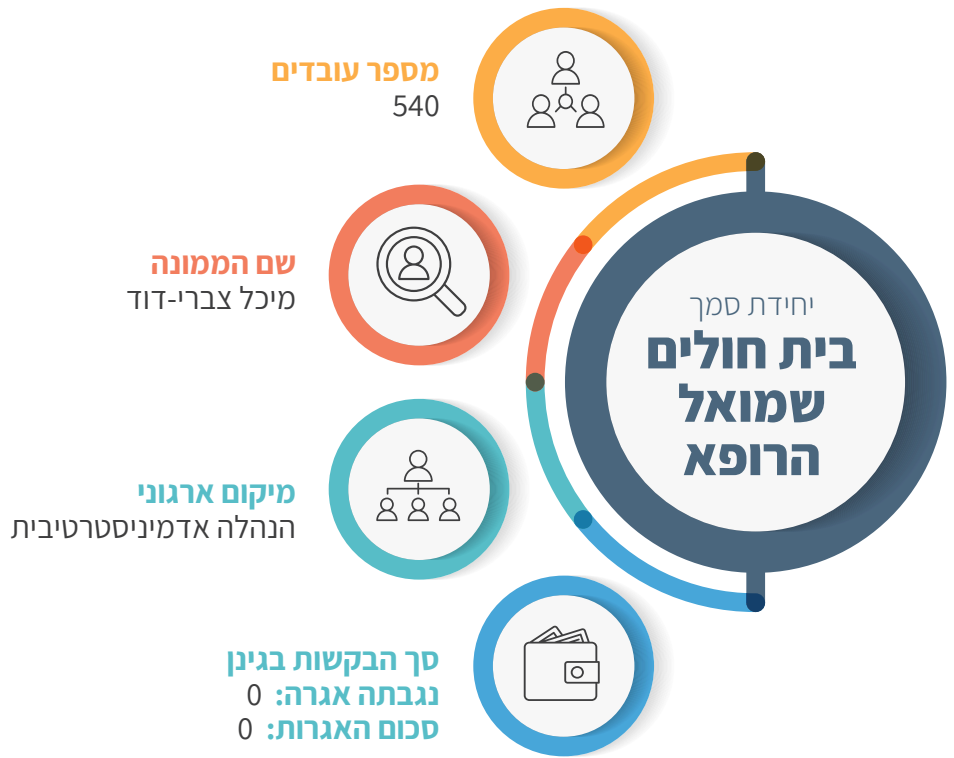 יחידת סמך
בית חולים
שמואל
הרופא
מספר עובדים
540
שם הממונה
מיכל צברי-דוד
מיקום ארגוני
הנהלה אדמיניסטרטיבית
סך הבקשות בגינן
נגבתה אגרה: 0
סכום האגרות: 0